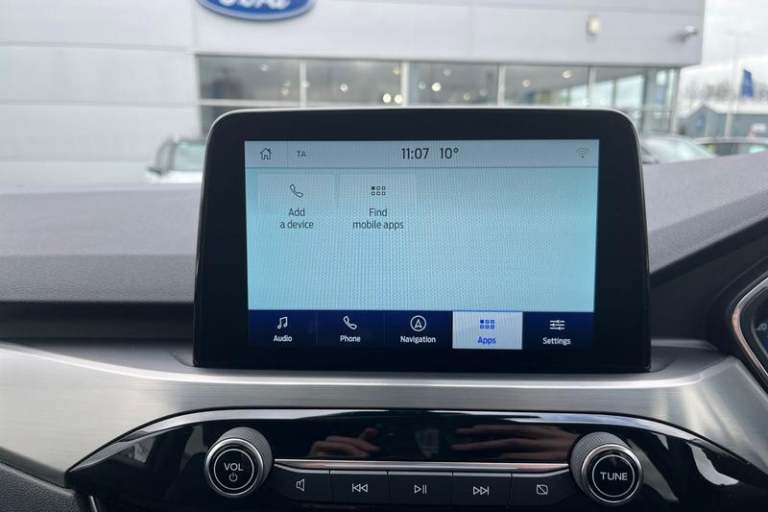 Ford
TA 11:07 10°
Add
a device
Find
mobile apps
Audio Phone Navigation Apps Settings
VOL
TUNE